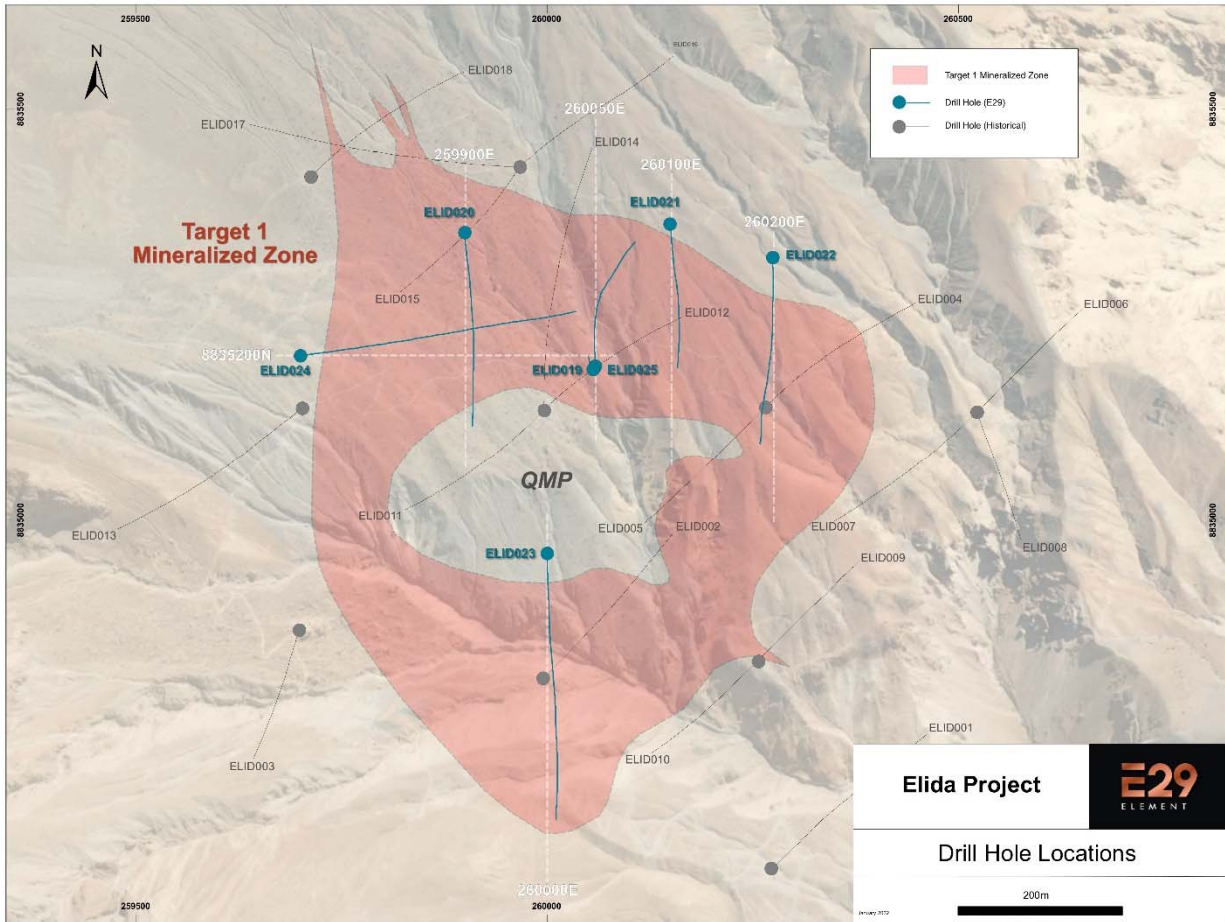 259500
260000
260500
N
8835500
8835500
ELID018
ELID016
ELID017
260050E
ELID014
259900E
260100E
ELID020
ELID021
260200E
ELID022
Target 1
Mineralized Zone
ELID015
ELID012
ELID004
ELID006
8835200N
ELID024
ELID019
ELID025
QMP
ELID011
ELID005
ELID002
ELID007
ELID013
ELID008
ELID009
ELID023
8835000
8835000
ELID003
ELID010
ELID001
260000E
Target 1 Mineralized Zone
Drill Hole (E29)
Drill Hole (Historical)
Elida Project
E29
ELEMENT
Drill Hole Locations
200m
259500
260000